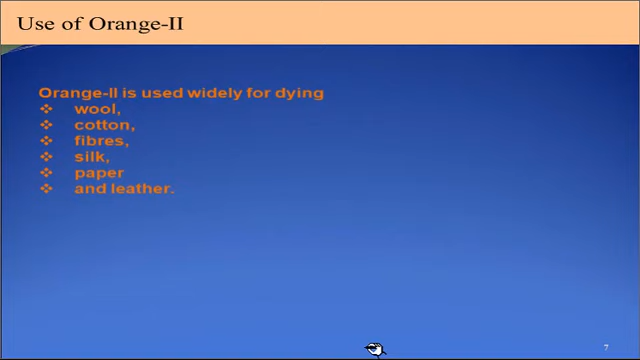 Use of Orange-II
Orange-II is used widely for dying
❖ wool,
❖ cotton,
❖ fibres,
❖ silk,
❖ paper
❖ and leather.
7